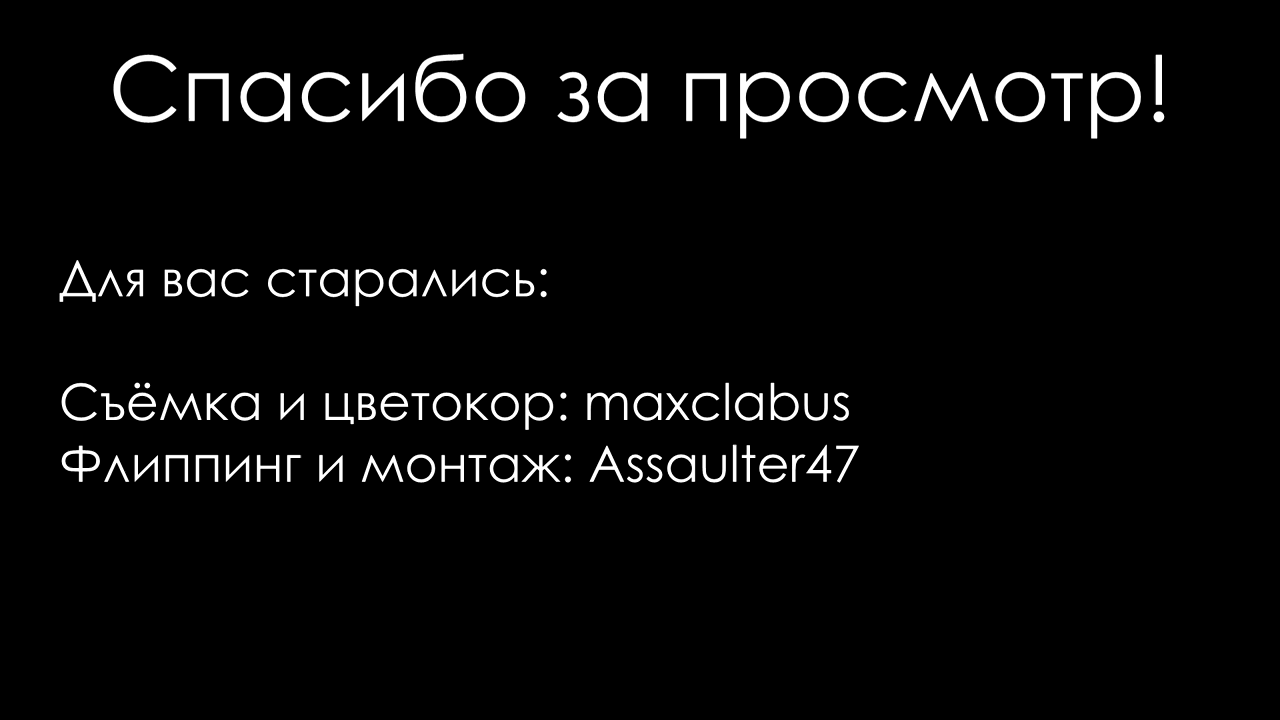 Спасибо за просмотр!
Для вас старались:
Съёмка и цветокор: maxclabus
Флиппинг и монтаж: Assaulter47